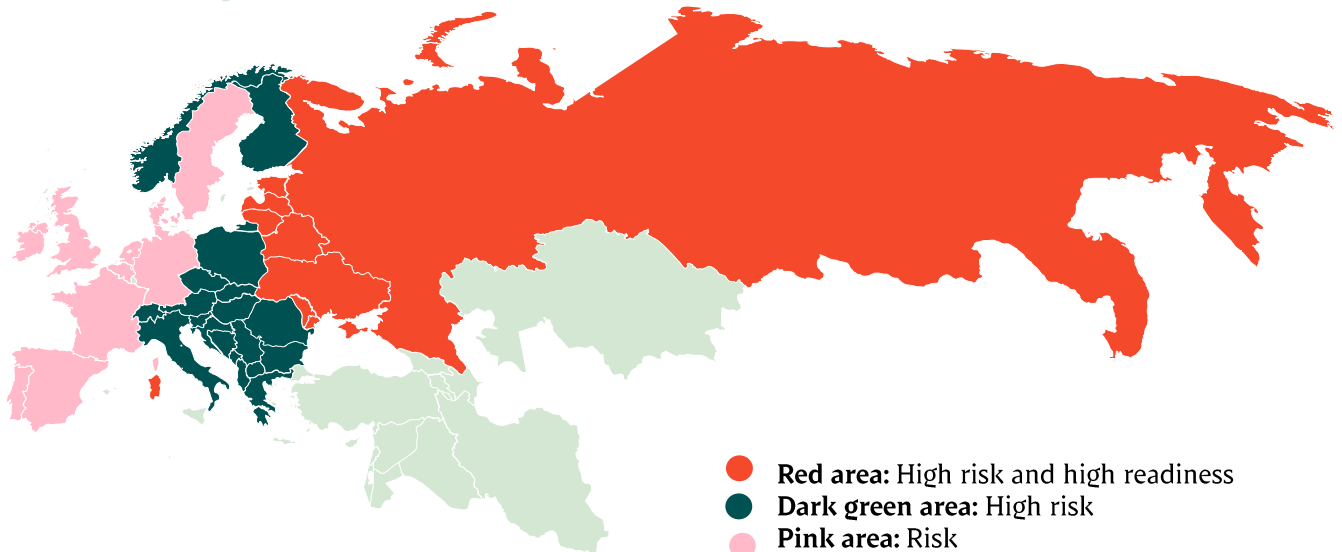 Red area: High risk and high readiness
Dark green area: High risk
Pink area: Risk